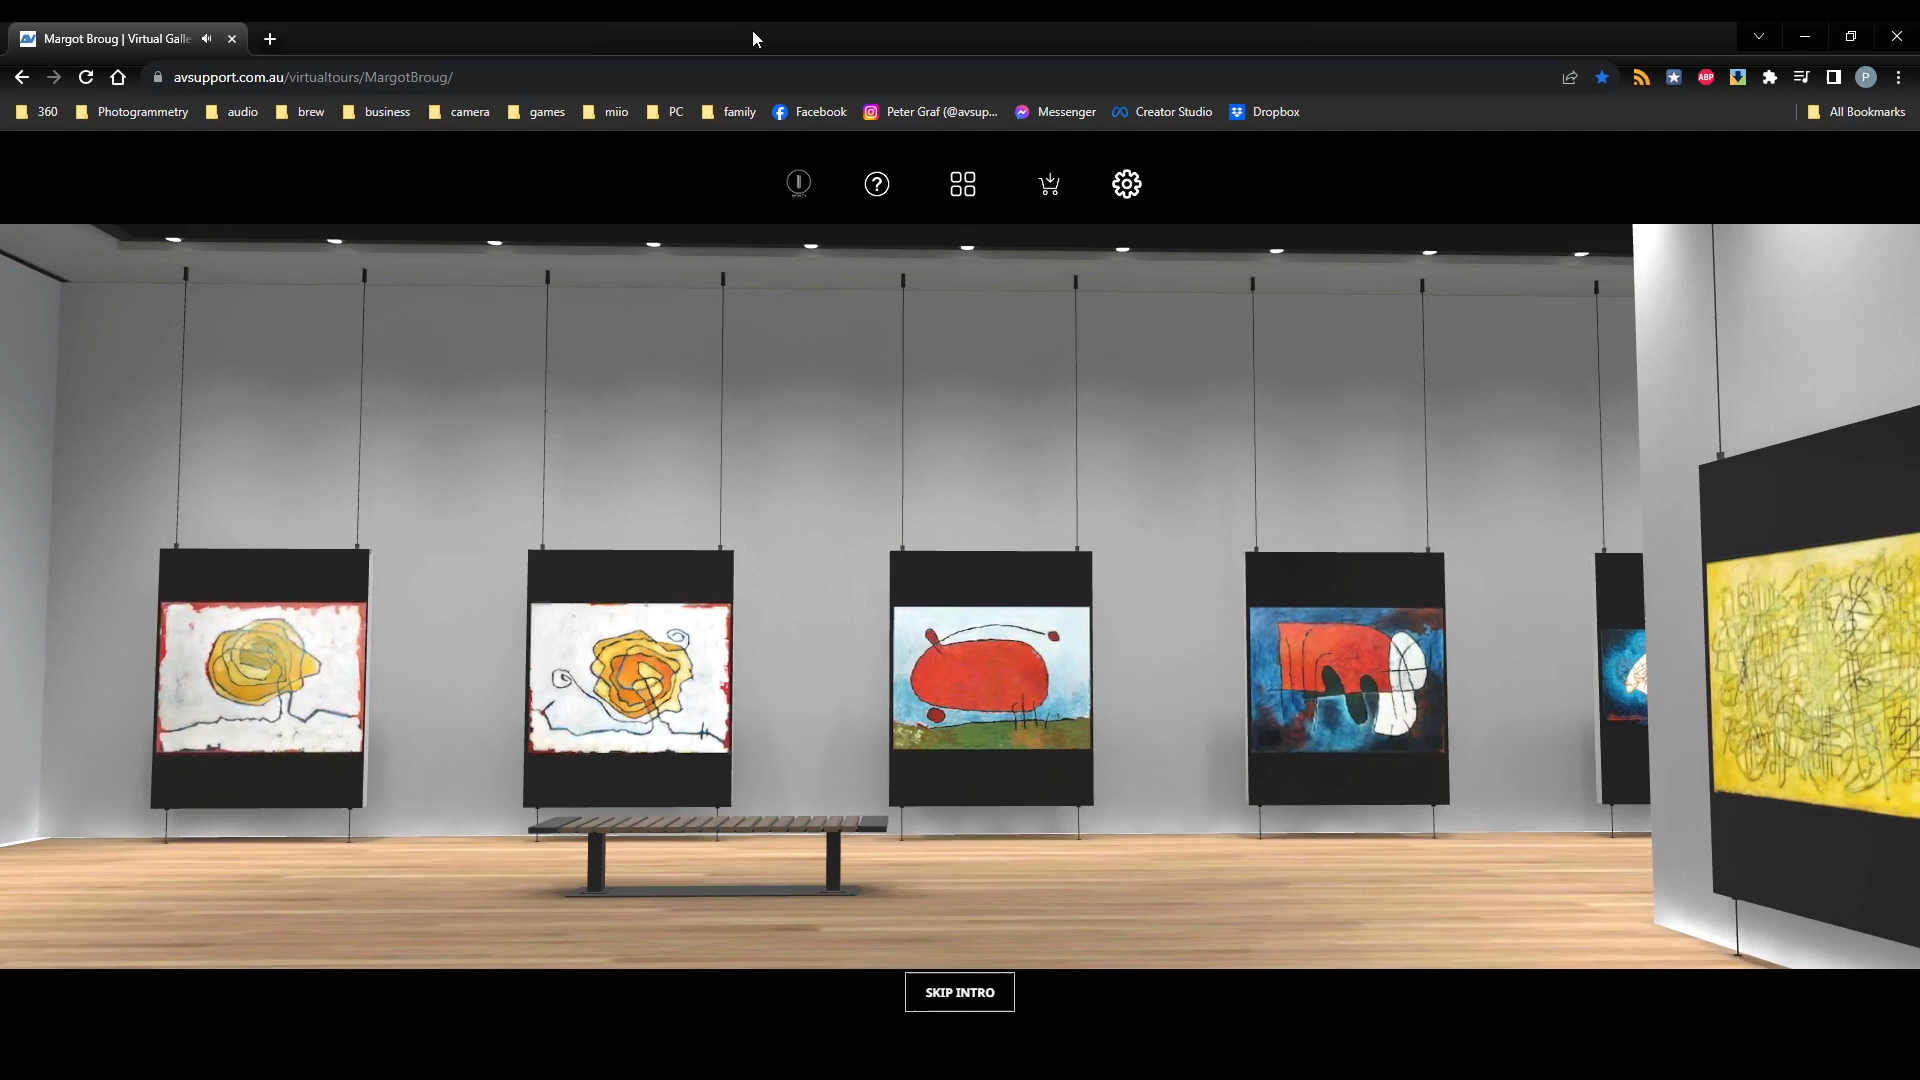 Margot Broug | Virtual Galle
avsupport.com.au/virtualtours/MargotBroug/
ABP
P
360 Photogrammetry audio brew business camera games miio PC family Facebook Peter Graf (@avsup... Messenger Creator Studio Dropbox All Bookmarks
?
SKIP INTRO